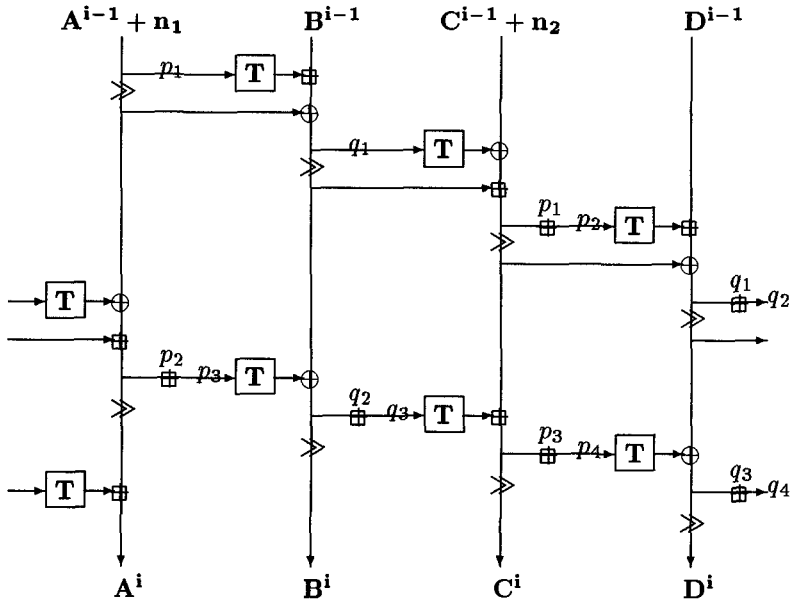 A^{i-1} + n_1 B^{i-1} C^{i-1} + n_2 D^{i-1}
p_1 T
q_1 T
p_1
p_2 T
q_1
T q_2
p_2
p_3 T
q_2
q_3 T
p_3
p_4 T
q_3
T q_4
A^i B^i C^i D^i